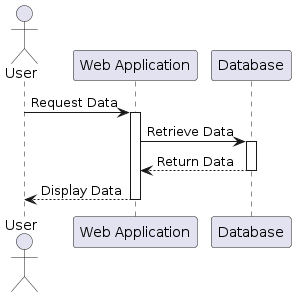 User
Web Application
Database
Request Data
Retrieve Data
Return Data
Display Data
User
Web Application
Database